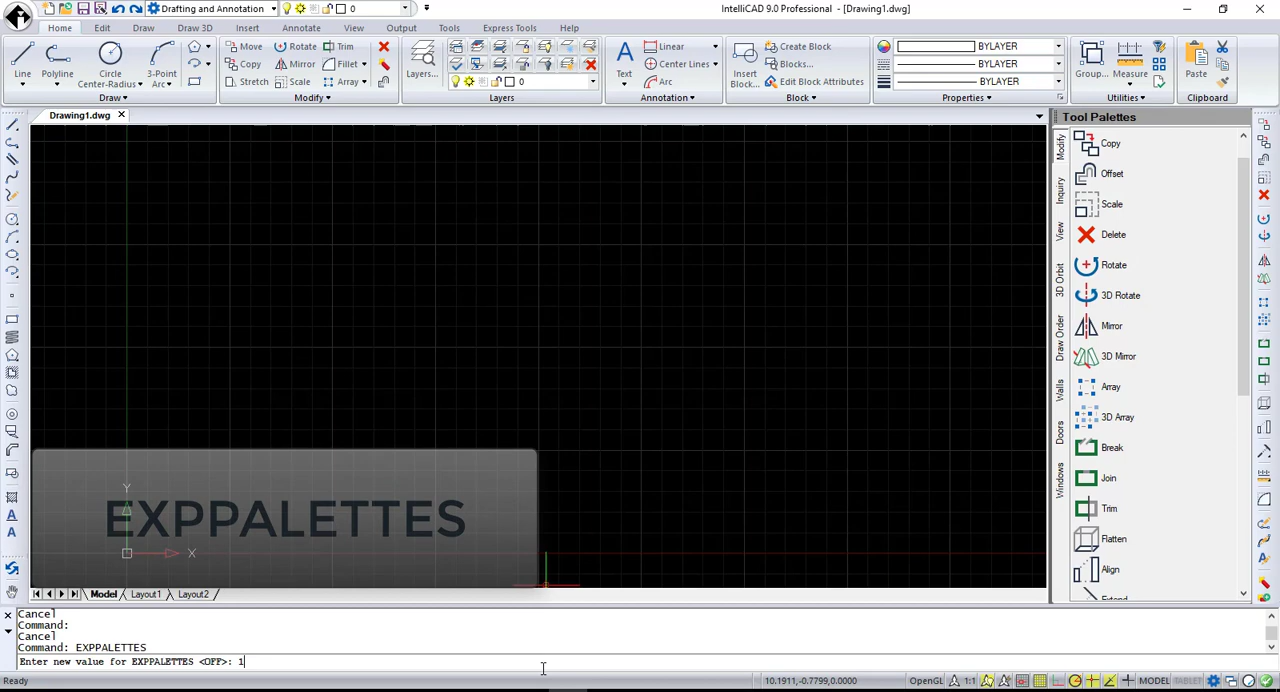 Drafting and Annotation
0
IntelliCAD 9.0 Professional - [Drawing1.dwg]
Home Edit Draw Draw 3D Insert Annotate View Output Tools Express Tools Help
Line
Polyline
Circle
Center-Radius
3-Point
Arc
Move
Rotate
Trim
Copy
Mirror
Fillet
Stretch
Scale
Array
Layers...
0
Text
Linear
Center Lines
Arc
Insert
Block...
Create Block
Blocks...
Edit Block Attributes
BYLAYER
BYLAYER
BYLAYER
Group...
Measure
Paste
Draw
Modify
Layers
Annotation
Block
Properties
Utilities
Clipboard
Drawing1.dwg
Tool Palettes
Modify
Inquiry
View
3D Orbit
Draw Order
Walls
Doors
Windows
Copy
Offset
Scale
Delete
Rotate
3D Rotate
Mirror
3D Mirror
Array
3D Array
Break
Join
Trim
Flatten
Align
Extend
Y
EXPPALETTES
X
Model Layout1 Layout2
Cancel
Command:
Cancel
Command: EXPPALETTES
Enter new value for EXPPALETTES <OFF>: 1
Ready
10.1911,-0.7799,0.0000
OpenGL
1:1
MODEL
TABLET